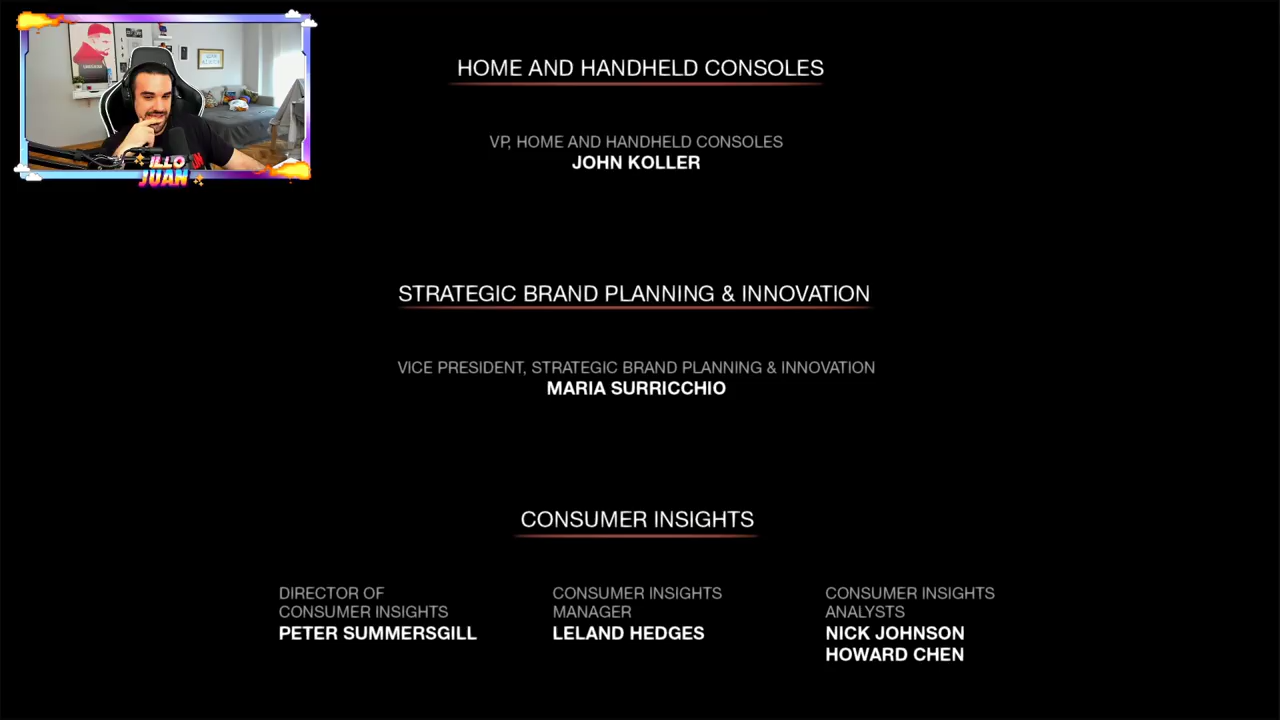 ILLO
JUAN
HOME AND HANDHELD CONSOLES
VP, HOME AND HANDHELD CONSOLES
JOHN KOLLER
STRATEGIC BRAND PLANNING & INNOVATION
VICE PRESIDENT, STRATEGIC BRAND PLANNING & INNOVATION
MARIA SURRICCHIO
CONSUMER INSIGHTS
DIRECTOR OF
CONSUMER INSIGHTS
PETER SUMMERSGILL
CONSUMER INSIGHTS
MANAGER
LELAND HEDGES
CONSUMER INSIGHTS
ANALYSTS
NICK JOHNSON
HOWARD CHEN